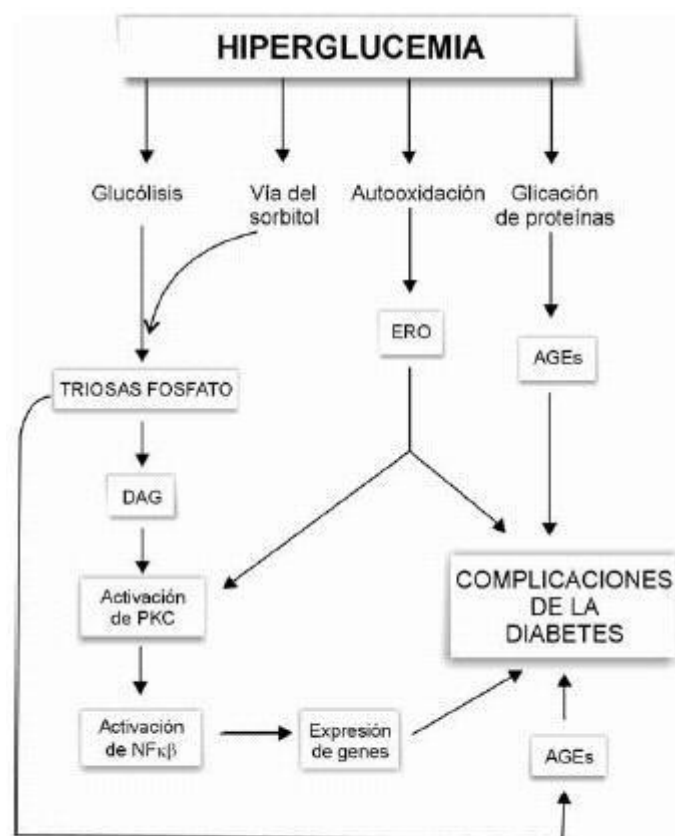 HIPERGLUCEMIA
Glucólisis
Vía del
sorbitol
Autooxidación
Glicación
de proteínas
ERO
AGEs
TRIOSAS FOSFATO
DAG
Activación
de PKC
COMPLICACIONES
DE LA
DIABETES
Activación
de NFκβ
Expresión
de genes
AGEs